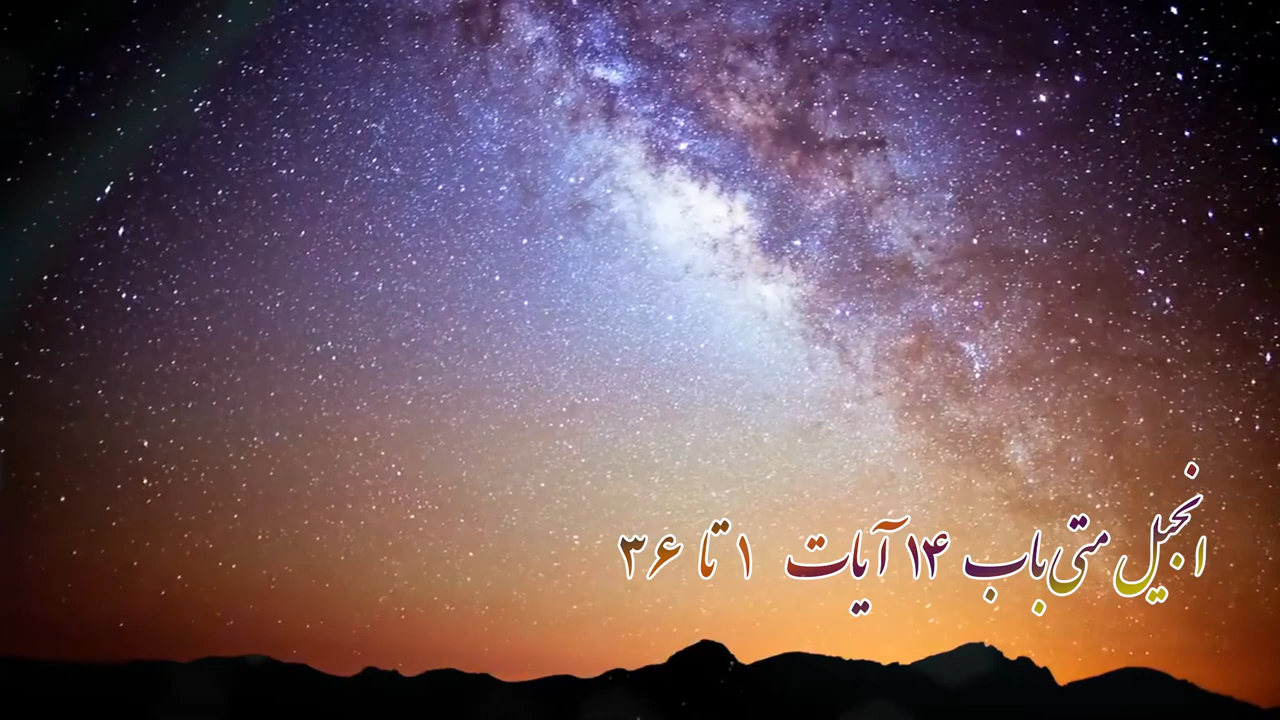 انجیل متی باب ۱۴ آیات ۱ تا ۳۶